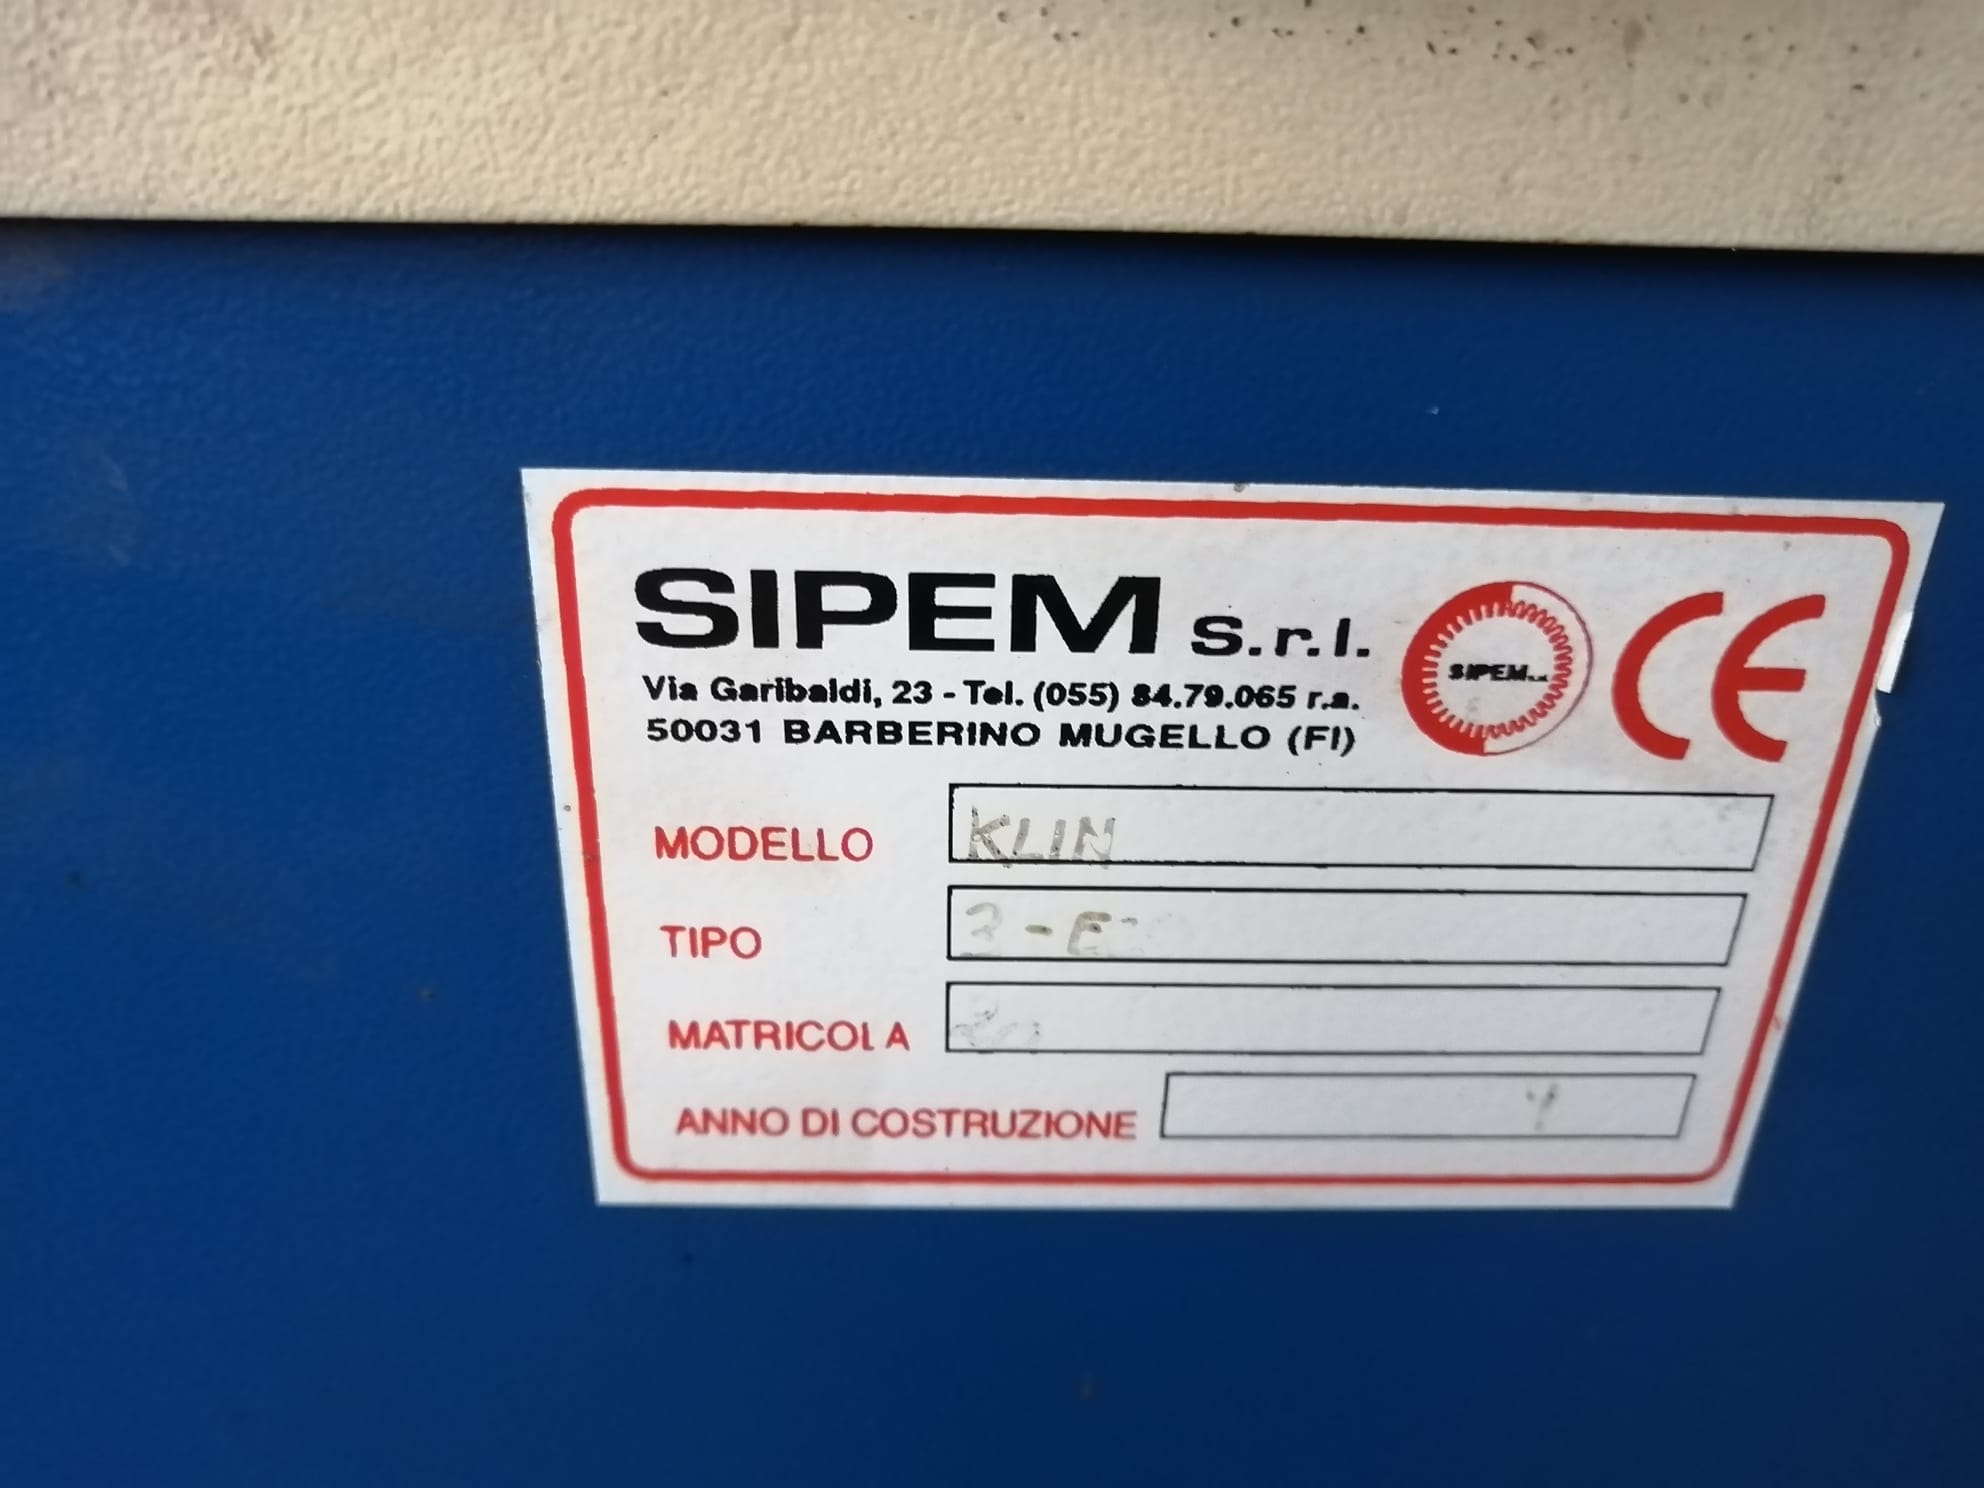 SIPEM s.r.l.
Via Garibaldi, 23 - Tel. (055) 84.79.065 r.a.
50031 BARBERINO MUGELLO (FI)
SIPEM
CE
MODELLO KLIN
TIPO
MATRICOLA
ANNO DI COSTRUZIONE